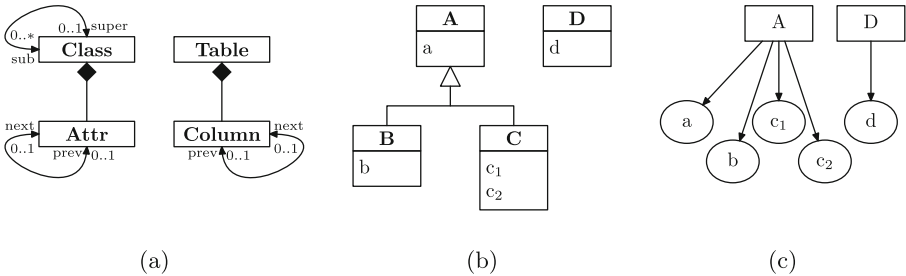 0..1 super
0..*
sub
Class
Table
Attr
Column
next
0..1
prev 0..1
next
0..1
prev 0..1
(a)
A
a
D
d
B
b
C
c₁
c₂
(b)
A
D
a
c₁
d
b
c₂
(c)